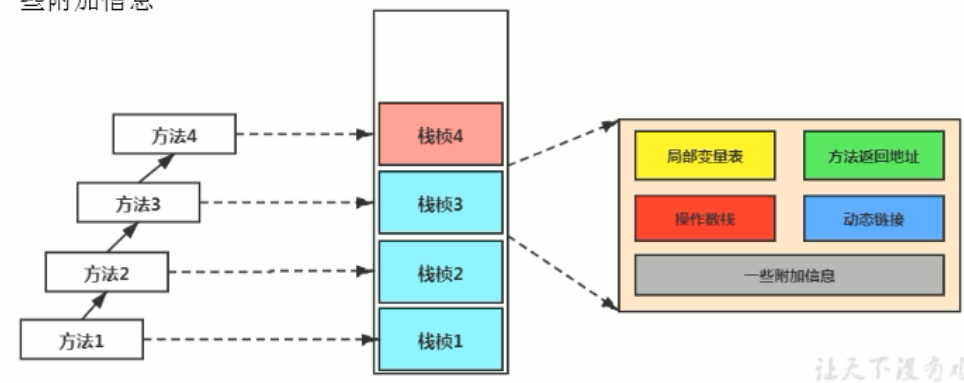 些附加信息
方法4
栈桢4
局部变量表
方法返回地址
方法3
栈桢3
操作数栈
动态链接
方法2
栈桢2
一些附加信息
方法1
栈桢1
让天下没有难